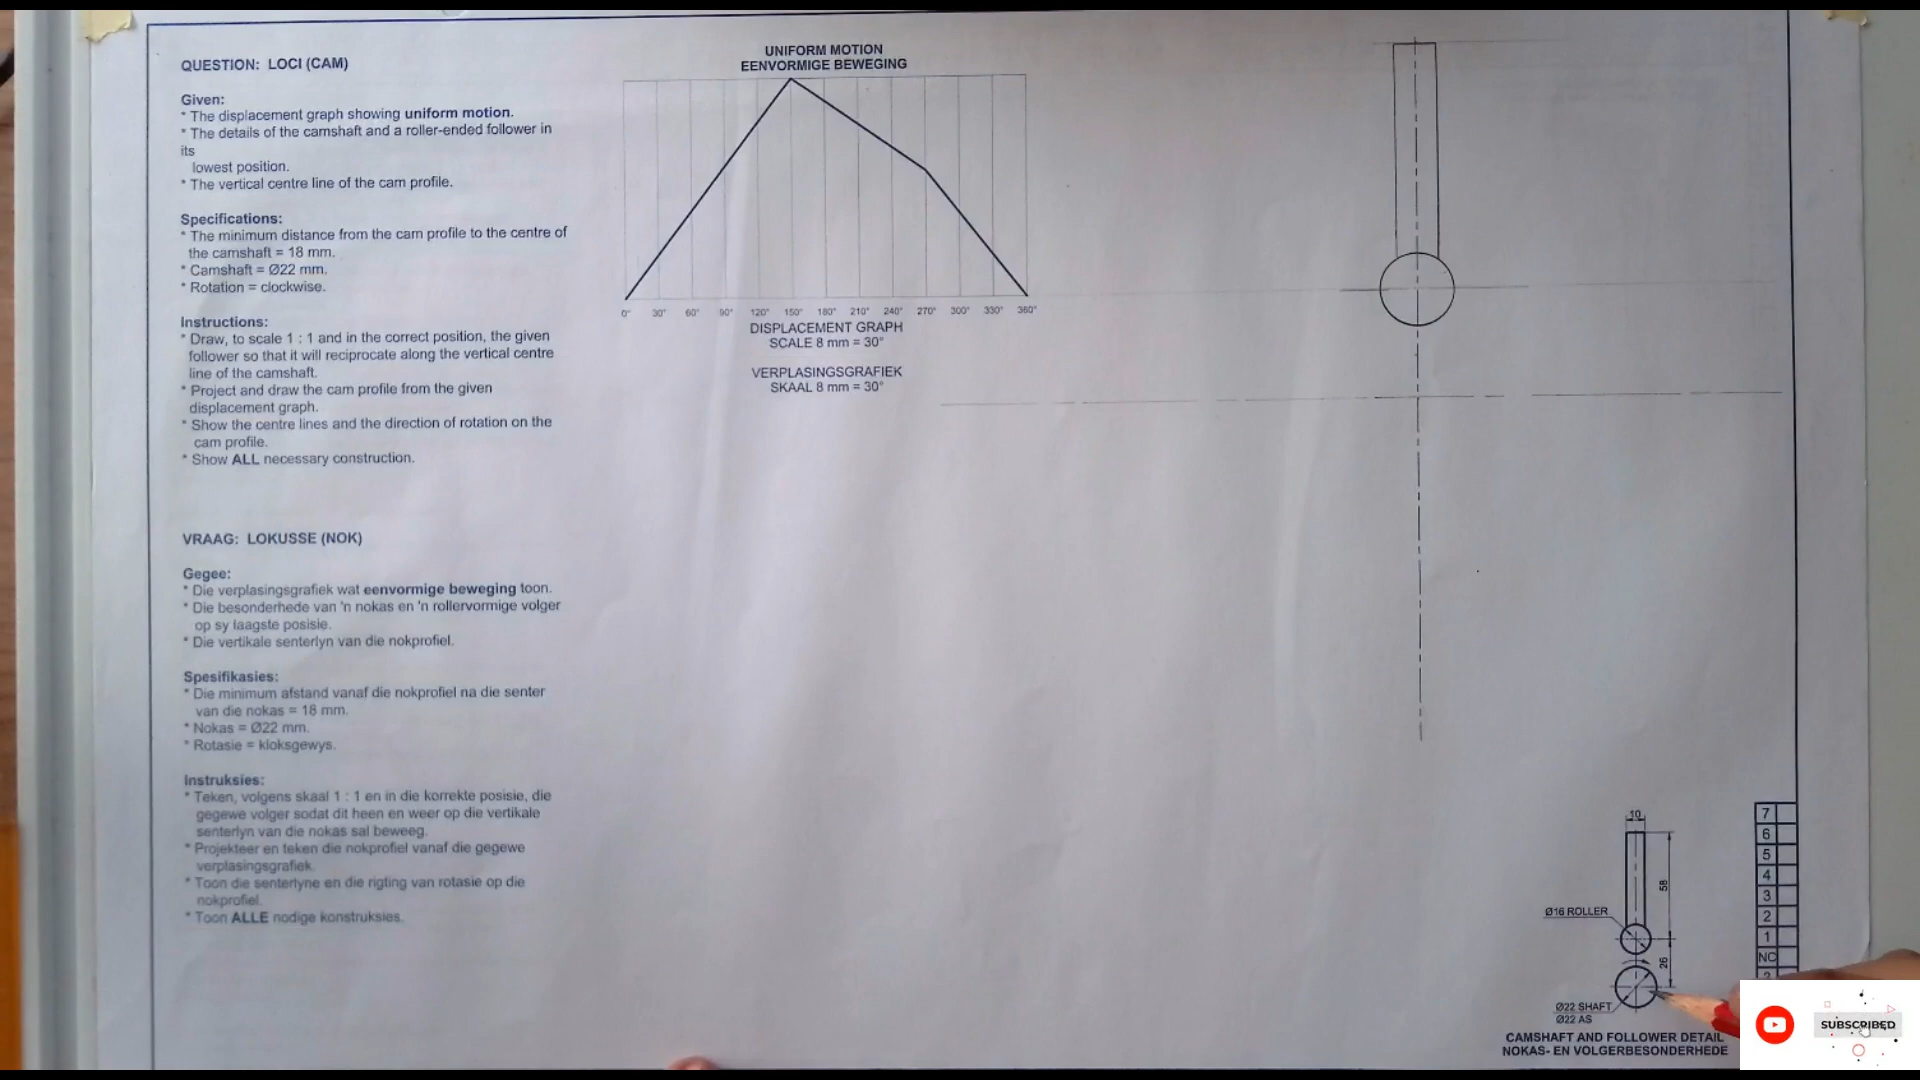 QUESTION: LOCI (CAM)
Given:
* The displacement graph showing uniform motion.
* The details of the camshaft and a roller-ended follower in
its
lowest position.
* The vertical centre line of the cam profile.
Specifications:
* The minimum distance from the cam profile to the centre of
the camshaft = 18 mm.
* Camshaft = Ø22 mm.
* Rotation = clockwise.
Instructions:
* Draw, to scale 1 : 1 and in the correct position, the given
follower so that it will reciprocate along the vertical centre
line of the camshaft.
* Project and draw the cam profile from the given
displacement graph.
* Show the centre lines and the direction of rotation on the
cam profile.
* Show ALL necessary construction.
VRAAG: LOKUSSE (NOK)
Gegee:
* Die verplasingsgrafiek wat eenvormige beweging toon.
* Die besonderhede van 'n nokas en 'n rollervormige volger
op sy laagste posisie.
* Die vertikale senterlyn van die nokprofiel.
Spesifikasies:
* Die minimum afstand vanaf die nokprofiel na die senter
van die nokas = 18 mm.
* Nokas = Ø22 mm.
* Rotasie = kloksgewys.
Instruksies:
* Teken, volgens skaal 1 : 1 en in die korrekte posisie, die
gegewe volger sodat dit heen en weer op die vertikale
senterlyn van die nokas sal beweeg.
* Projekteer en teken die nokprofiel vanaf die gegewe
verplasingsgrafiek.
* Toon die senterlyne en die rigting van rotasie op die
nokprofiel.
* Toon ALLE nodige konstruksies.
UNIFORM MOTION
EENVORMIGE BEWEGING
0° 30° 60° 90° 120° 150° 180° 210° 240° 270° 300° 330° 360°
DISPLACEMENT GRAPH
SCALE 8 mm = 30°
VERPLASINGSGRAFIEK
SKAAL 8 mm = 30°
10
58
Ø16 ROLLER
26
Ø22 SHAFT
Ø22 AS
CAMSHAFT AND FOLLOWER DETAIL
NOKAS- EN VOLGERBESONDERHEDE
7
6
5
4
3
2
1
NO
SUBSCRIBED